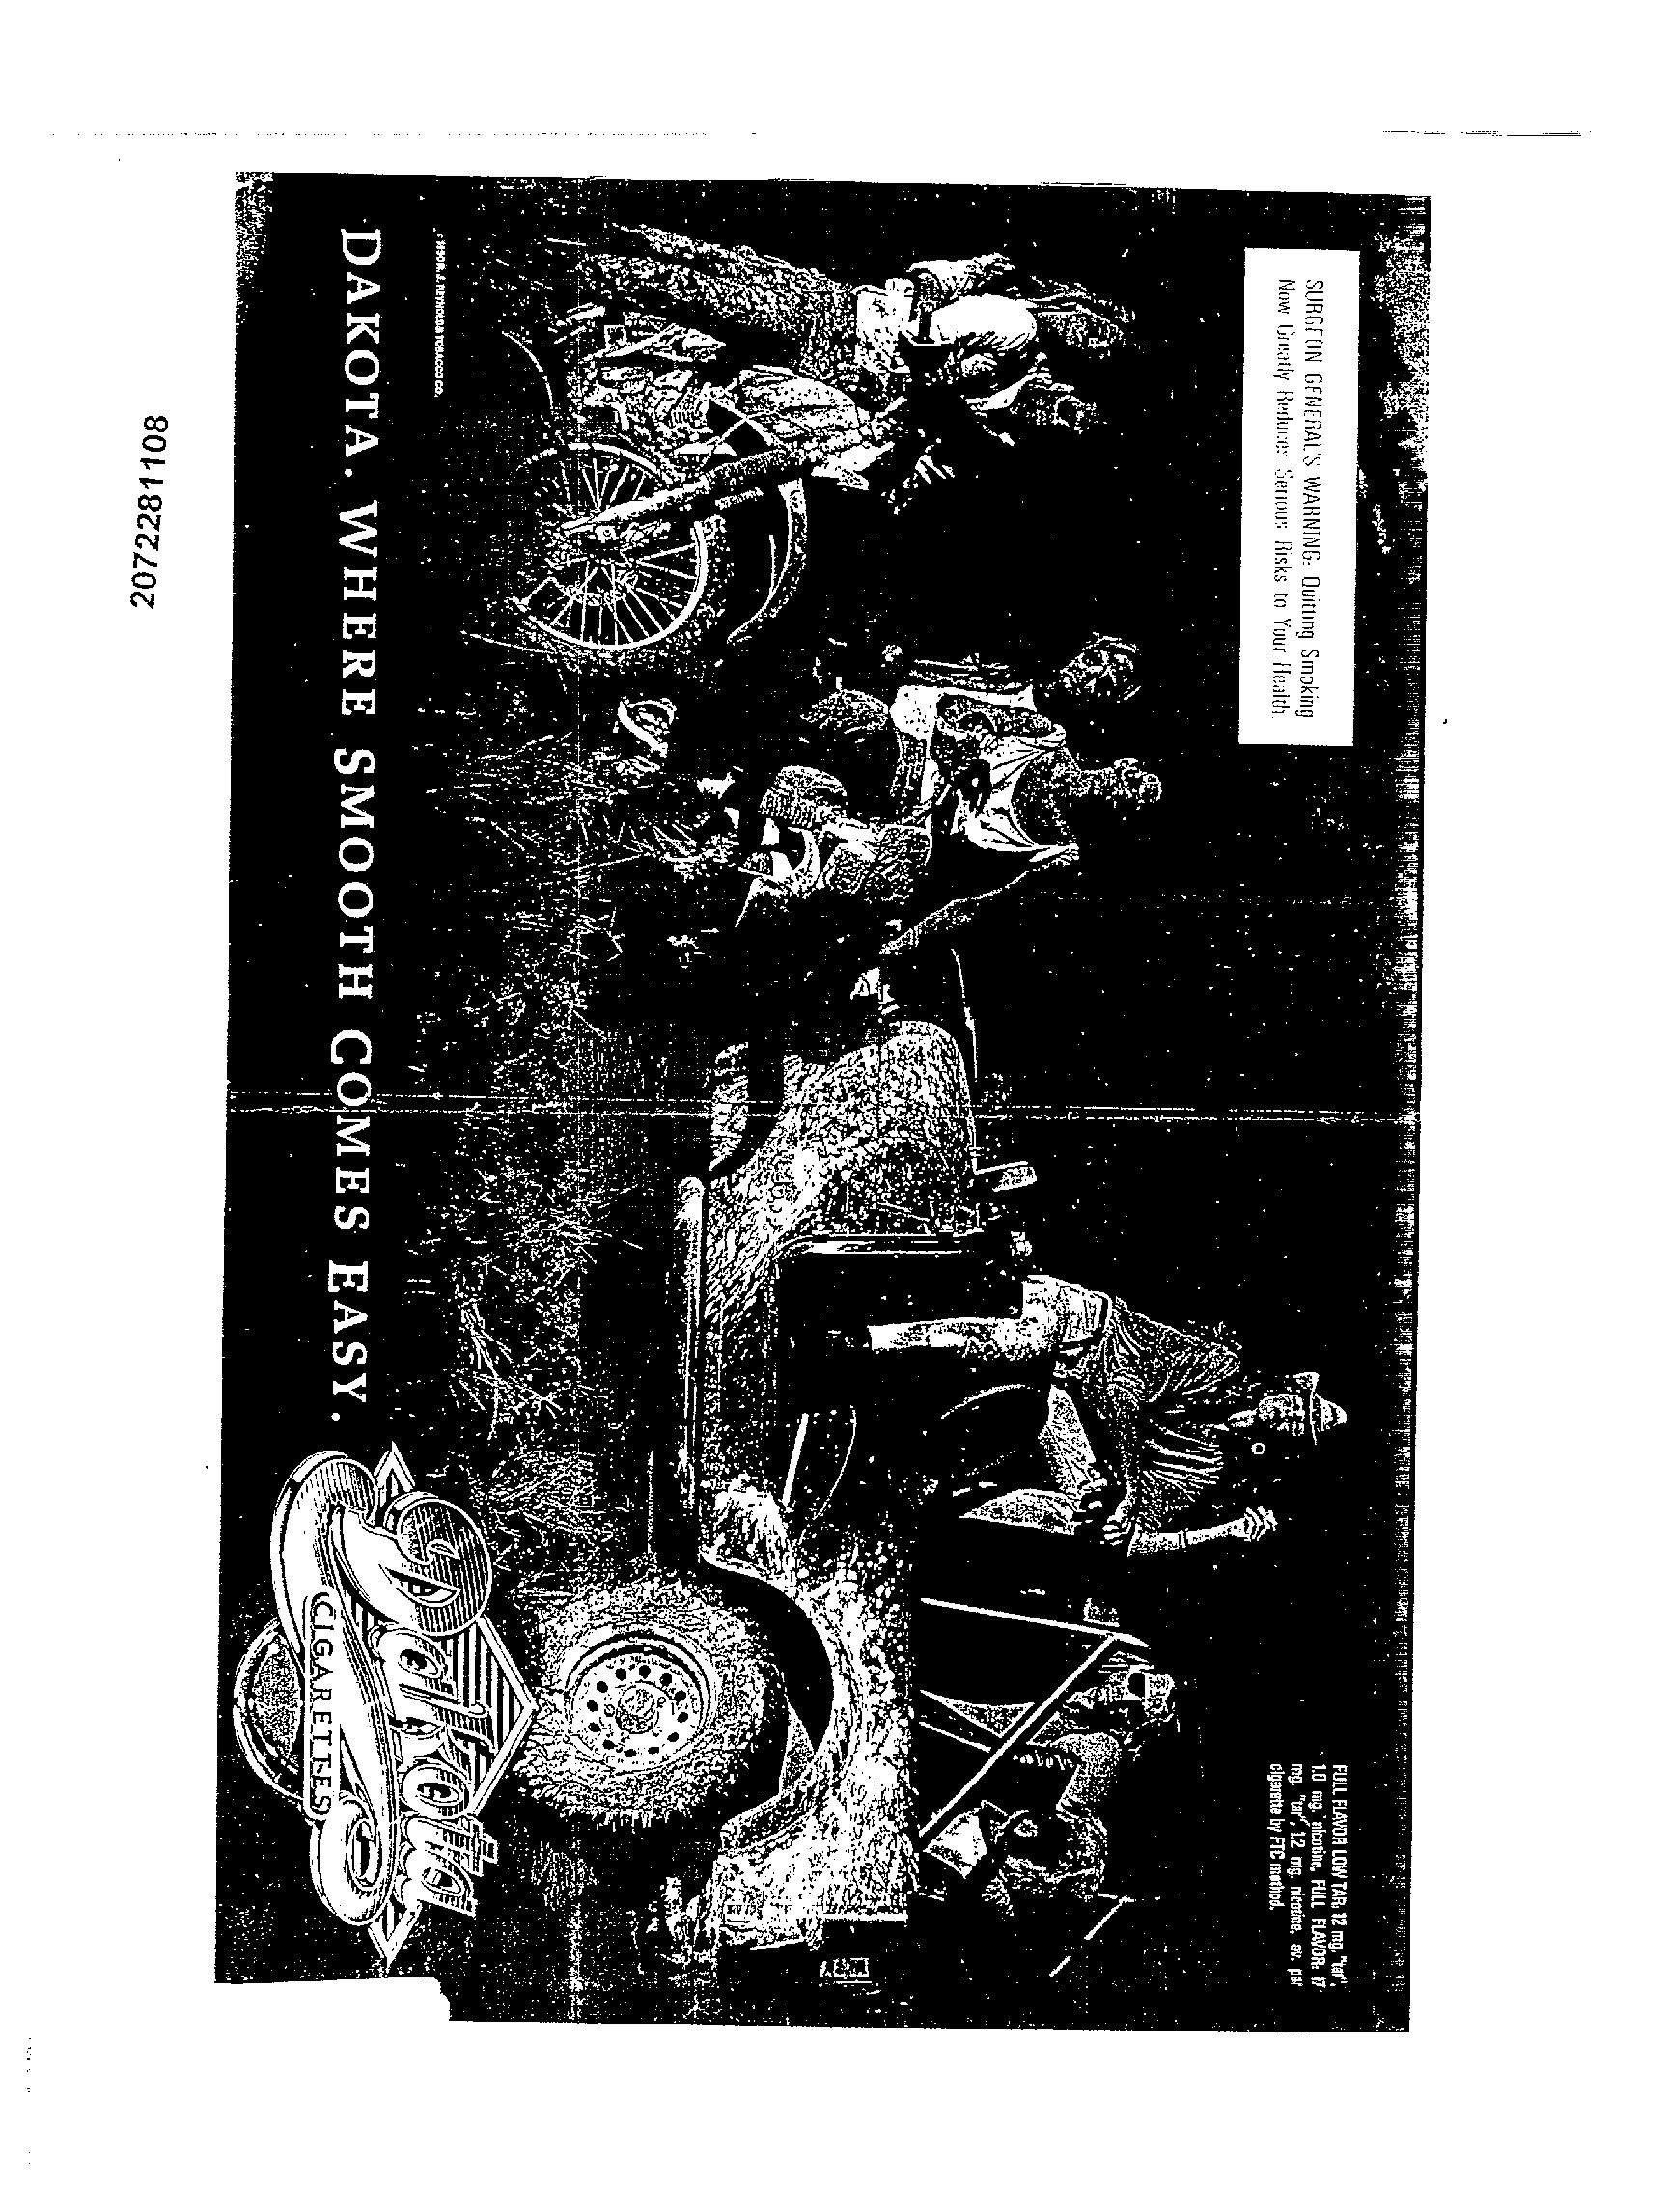 SURGEON GENERAL'S WARNING: Quitting Smoking
Now Greatly Reduces Serious Risks to Your Health.
FULL FLAVOR LOW TAR: 12 mg. "tar",
1.0 mg. nicotine, FULL FLAVOR: 17
mg. "tar", 1.2 mg. nicotine, av. per
cigarette by FTC method.
© 1990 R. J. REYNOLDS TOBACCO CO.
DAKOTA. WHERE SMOOTH COMES EASY.
Dakota
CIGARETTES
2072281108